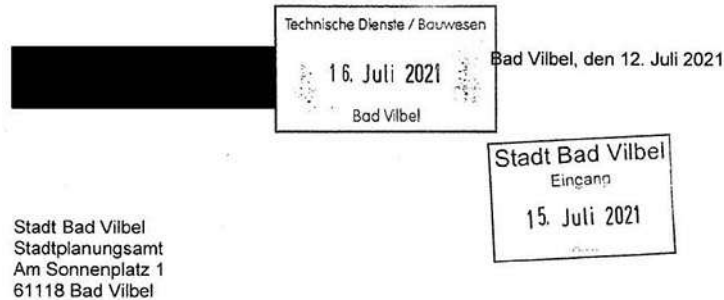 Technische Dienste / Bauwesen
16. Juli 2021
Bad Vilbel
Bad Vilbel, den 12. Juli 2021
Stadt Bad Vilbel
Eingang
15. Juli 2021
Stadt Bad Vilbel
Stadtplanungsamt
Am Sonnenplatz 1
61118 Bad Vilbel